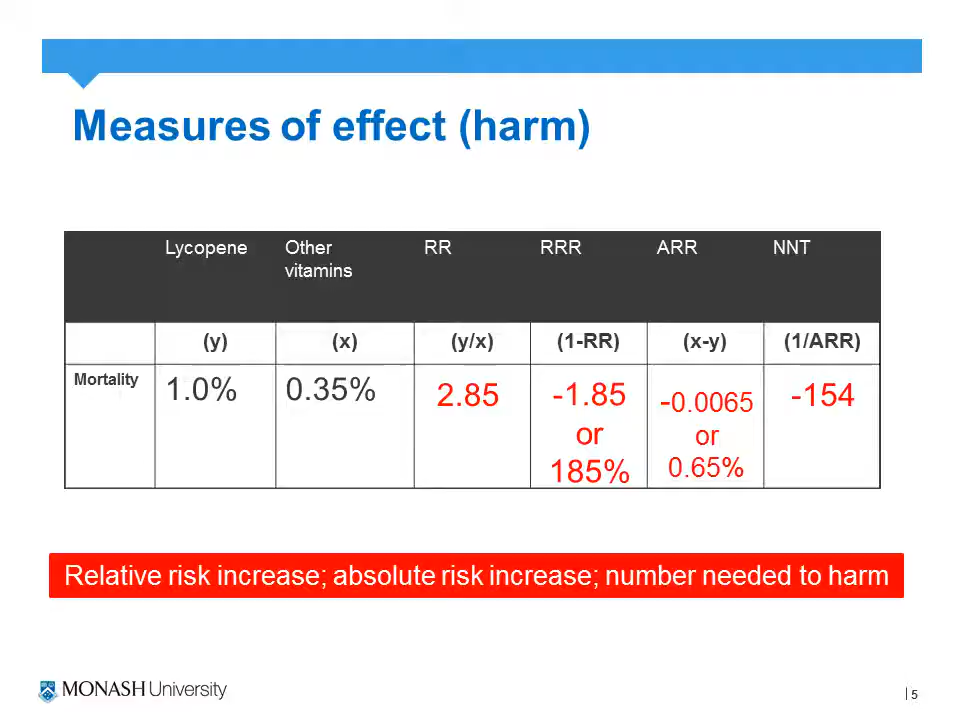 Measures of effect (harm)
Lycopene Other vitamins RR RRR ARR NNT
(y) (x) (y/x) (1-RR) (x-y) (1/ARR)
Mortality 1.0% 0.35% 2.85 -1.85 or 185% -0.0065 or 0.65% -154
Relative risk increase; absolute risk increase; number needed to harm
MONASH University
| 5